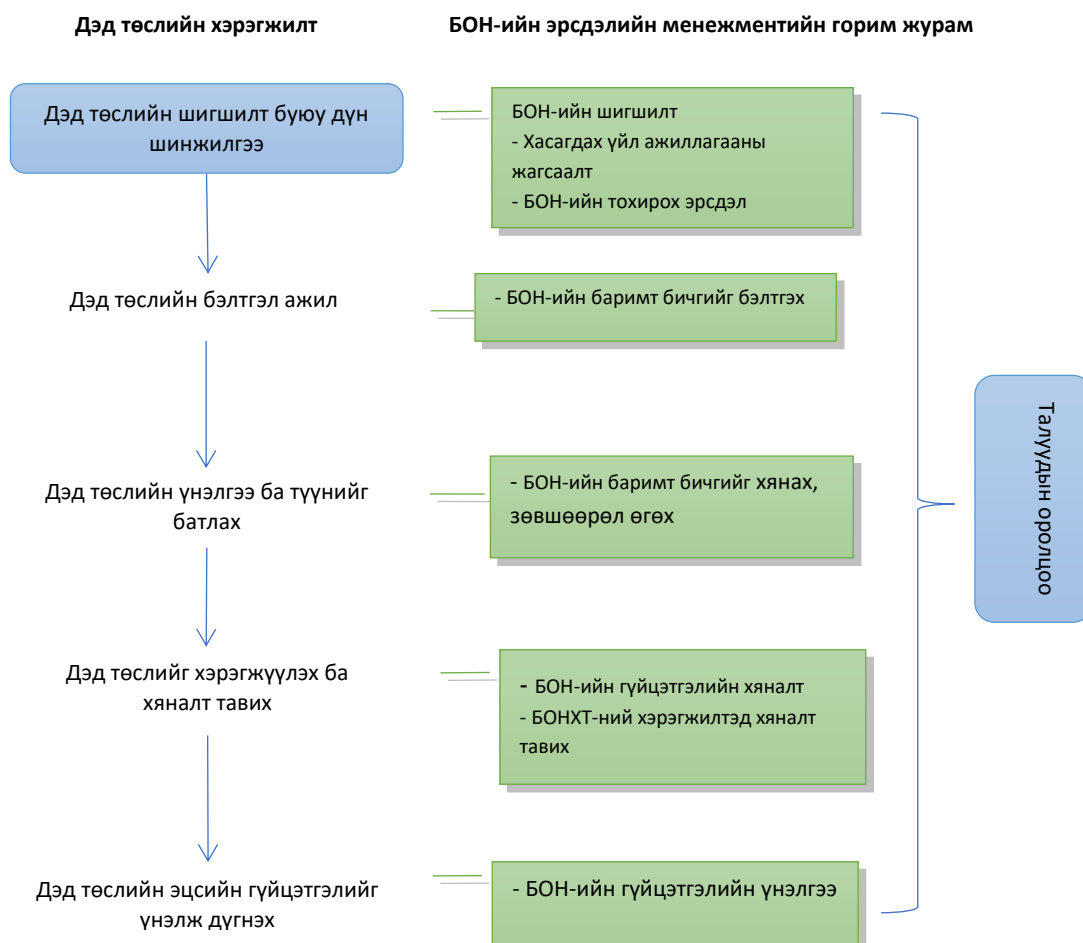 Дэд төслийн хэрэгжилт
БОН-ийн эрсдэлийн менежментийн горим журам
Дэд төслийн шигшилт буюу дүн
шинжилгээ
БОН-ийн шигшилт
- Хасагдах үйл ажиллагааны
жагсаалт
- БОН-ийн тохирох эрсдэл
Дэд төслийн бэлтгэл ажил
- БОН-ийн баримт бичгийг бэлтгэх
Дэд төслийн үнэлгээ ба түүнийг
батлах
- БОН-ийн баримт бичгийг хянах,
зөвшөөрөл өгөх
Дэд төслийг хэрэгжүүлэх ба
хяналт тавих
- БОН-ийн гүйцэтгэлийн хяналт
- БОНХТ-ний хэрэгжилтэд хяналт
тавих
Дэд төслийн эцсийн гүйцэтгэлийг
үнэлж дүгнэх
- БОН-ийн гүйцэтгэлийн үнэлгээ
Талуудын оролцоо